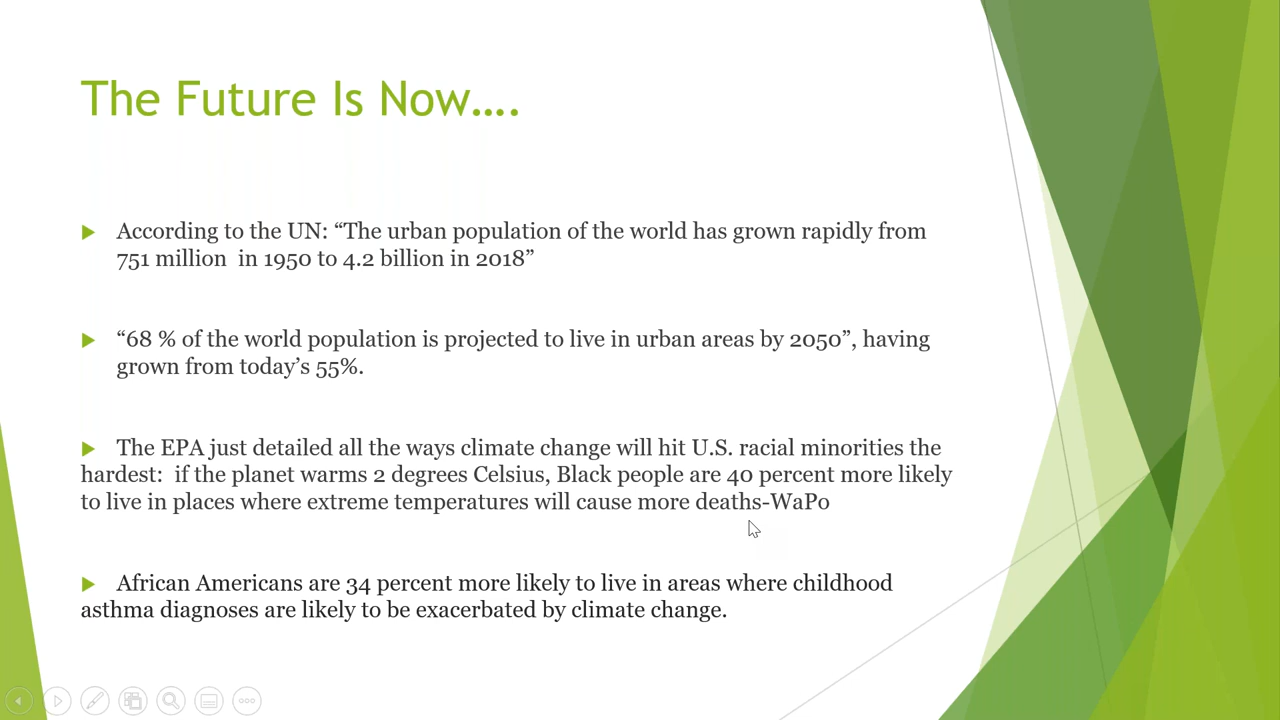 The Future Is Now....
According to the UN: “The urban population of the world has grown rapidly from
751 million  in 1950 to 4.2 billion in 2018”
“68 % of the world population is projected to live in urban areas by 2050”, having
grown from today’s 55%.
The EPA just detailed all the ways climate change will hit U.S. racial minorities the
hardest:  if the planet warms 2 degrees Celsius, Black people are 40 percent more likely
to live in places where extreme temperatures will cause more deaths-WaPo
African Americans are 34 percent more likely to live in areas where childhood
asthma diagnoses are likely to be exacerbated by climate change.